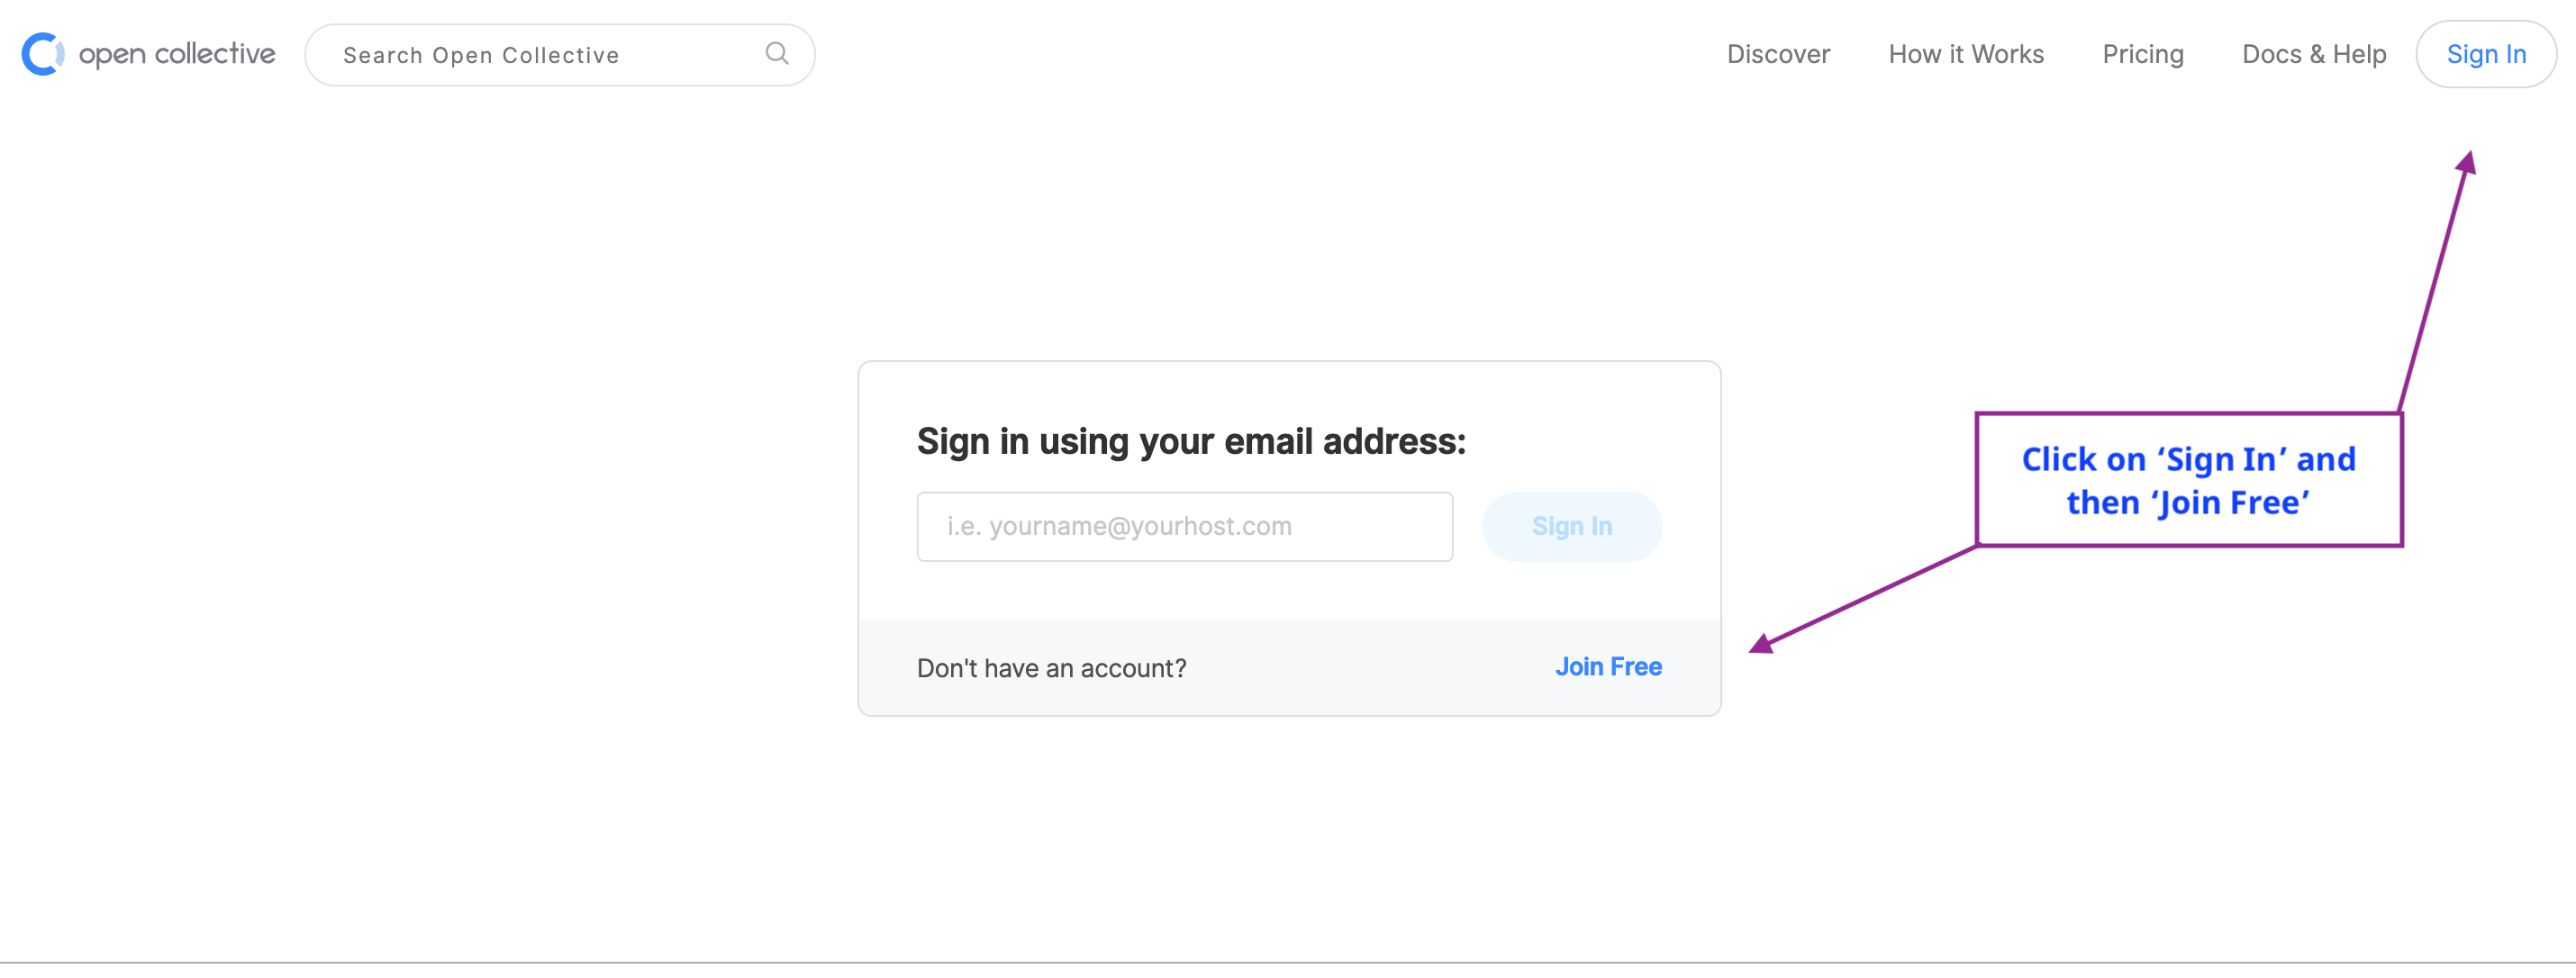 open collective
Search Open Collective
Discover
How it Works
Pricing
Docs & Help
Sign In
Sign in using your email address:
i.e. yourname@yourhost.com
Sign In
Don't have an account?
Join Free
Click on ‘Sign In’ and
then ‘Join Free’